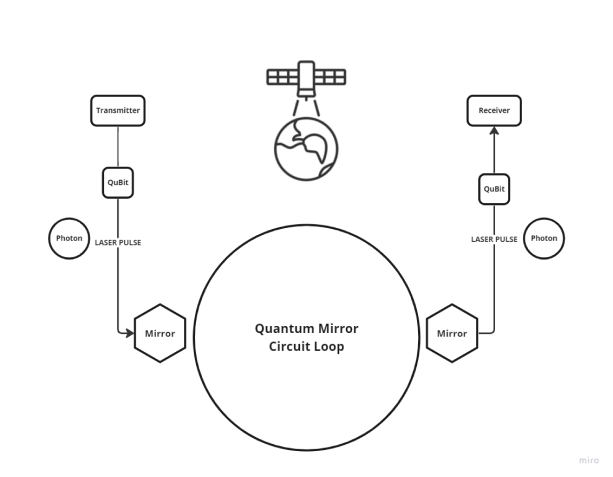 Transmitter
Receiver
QuBit
QuBit
Photon
LASER PULSE
LASER PULSE
Photon
Quantum Mirror
Circuit Loop
Mirror
Mirror
miro